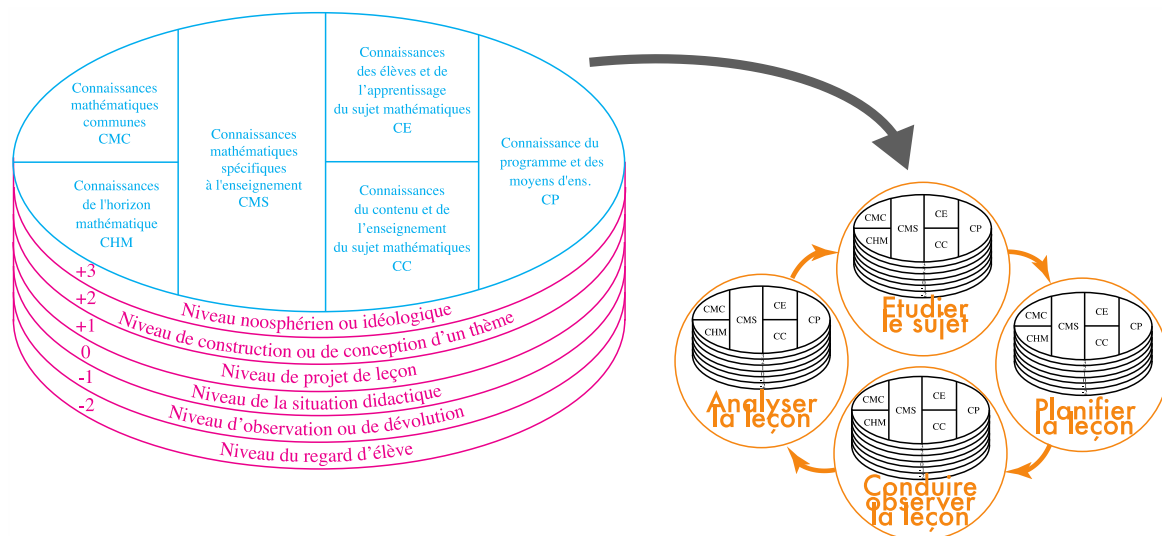 Connaissances
mathématiques
communes
CMC
Connaissances
de l'horizon
mathématique
CHM
Connaissances
mathématiques
spécifiques
à l'enseignement
CMS
Connaissances
des élèves et de
l’apprentissage
du sujet mathématiques
CE
Connaissances
du contenu et de
l’enseignement
du sujet mathématiques
CC
Connaissance du
programme et des
moyens d'ens.
CP
+3
Niveau noosphérien ou idéologique
+2
Niveau de construction ou de conception d’un thème
+1
Niveau de projet de leçon
0
Niveau de la situation didactique
-1
Niveau d’observation ou de dévolution
-2
Niveau du regard d’élève
CMC
CHM
CMS
CE
CC
CP
Etudier
le sujet
CMC
CHM
CMS
CE
CC
CP
Planifier
la leçon
CMC
CHM
CMS
CE
CC
CP
Conduire
observer
la leçon
CMC
CHM
CMS
CE
CC
CP
Analyser
la leçon